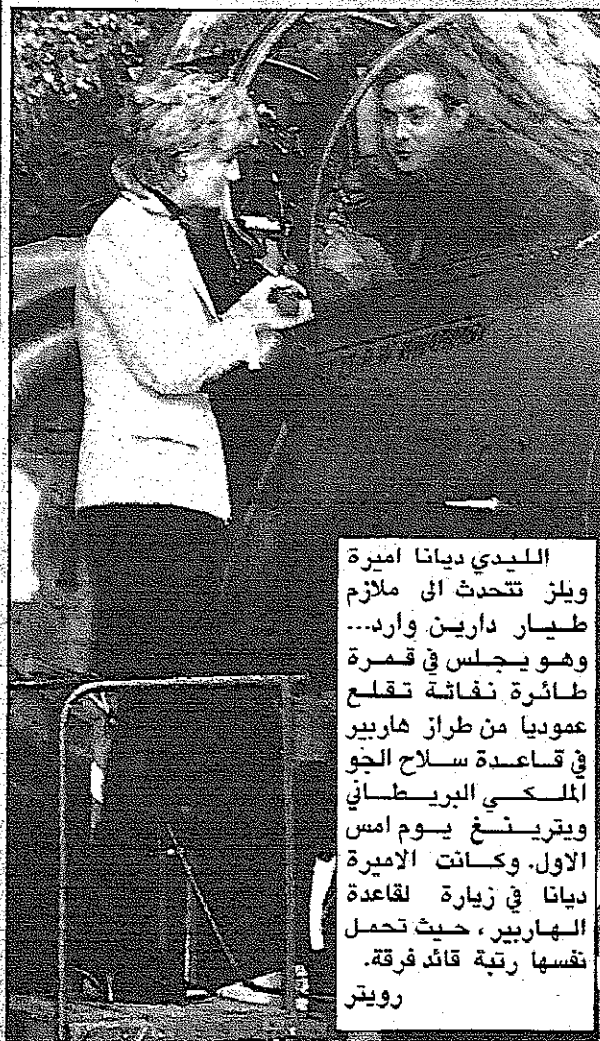 الليدي ديانا اميرة
ويلز تتحدث الى ملازم
طيار دارين وارد...
وهو يجلس في قمرة
طائرة نفاثة تقلع
عموديا من طراز هاريير
في قاعدة سلاح الجو
الملكي البريطاني
ويترينغ يوم امس
الاول. وكانت الاميرة
ديانا في زيارة لقاعدة
الهاريير، حيث تحمل
نفسها رتبة قائد فرقة.
رويتر